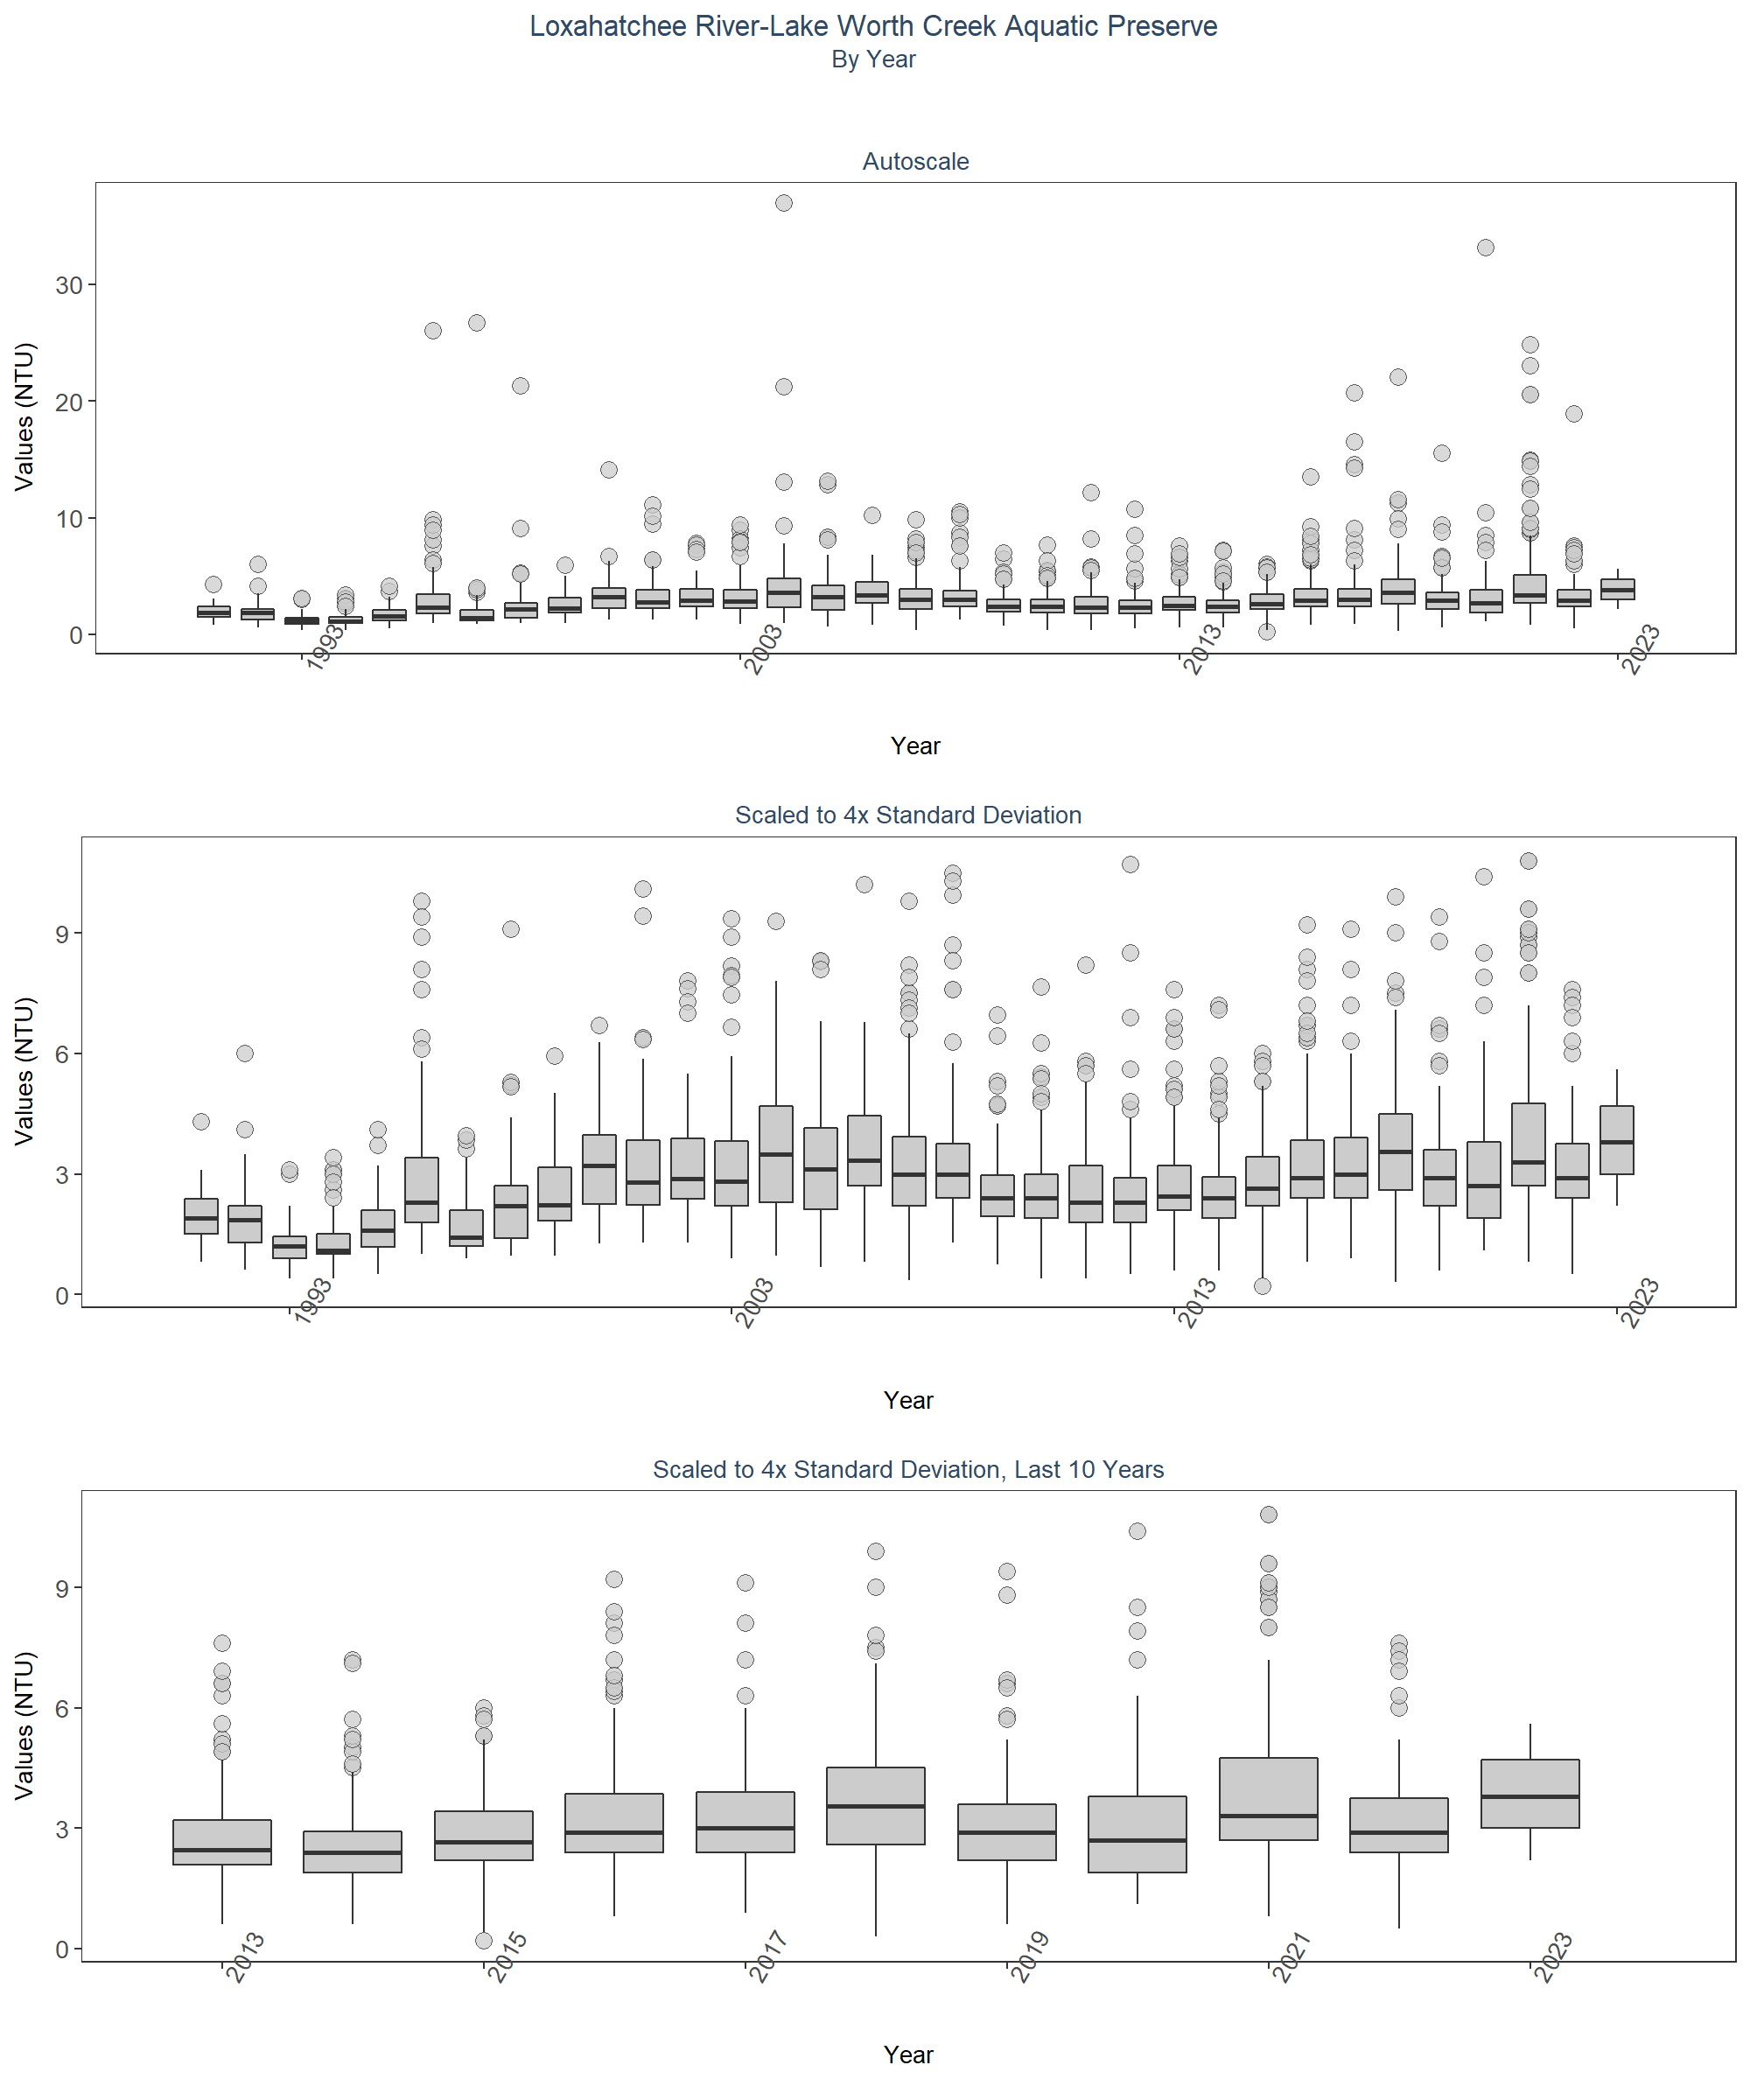 Loxahatchee River-Lake Worth Creek Aquatic Preserve
By Year
Autoscale
Values (NTU)
30
20
10
0
1993
2003
2013
2023
Year
Scaled to 4x Standard Deviation
Values (NTU)
9
6
3
0
1993
2003
2013
2023
Year
Scaled to 4x Standard Deviation, Last 10 Years
Values (NTU)
9
6
3
0
2013
2015
2017
2019
2021
2023
Year